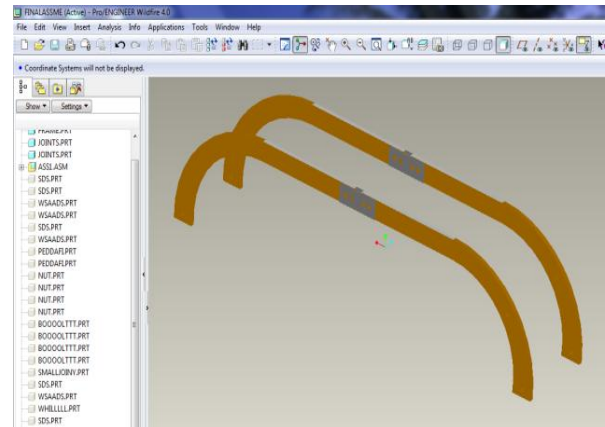 FINALASSME (Active) - Pro/ENGINEER Wildfire 4.0
File Edit View Insert Analysis Info Applications Tools Window Help
• Coordinate Systems will not be displayed.
Show Settings
FRAME.PRT
JOINTS.PRT
JOINTS.PRT
ASS1.ASM
SDS.PRT
SDS.PRT
WSAADS.PRT
WSAADS.PRT
SDS.PRT
WSAADS.PRT
PEDDAFI.PRT
PEDDAFI.PRT
NUT.PRT
NUT.PRT
NUT.PRT
NUT.PRT
BOOOOLTTT.PRT
BOOOOLTTT.PRT
BOOOOLTTT.PRT
BOOOOLTTT.PRT
SMALLJOINY.PRT
SDS.PRT
WSAADS.PRT
WHILLLLL.PRT
SDS.PRT